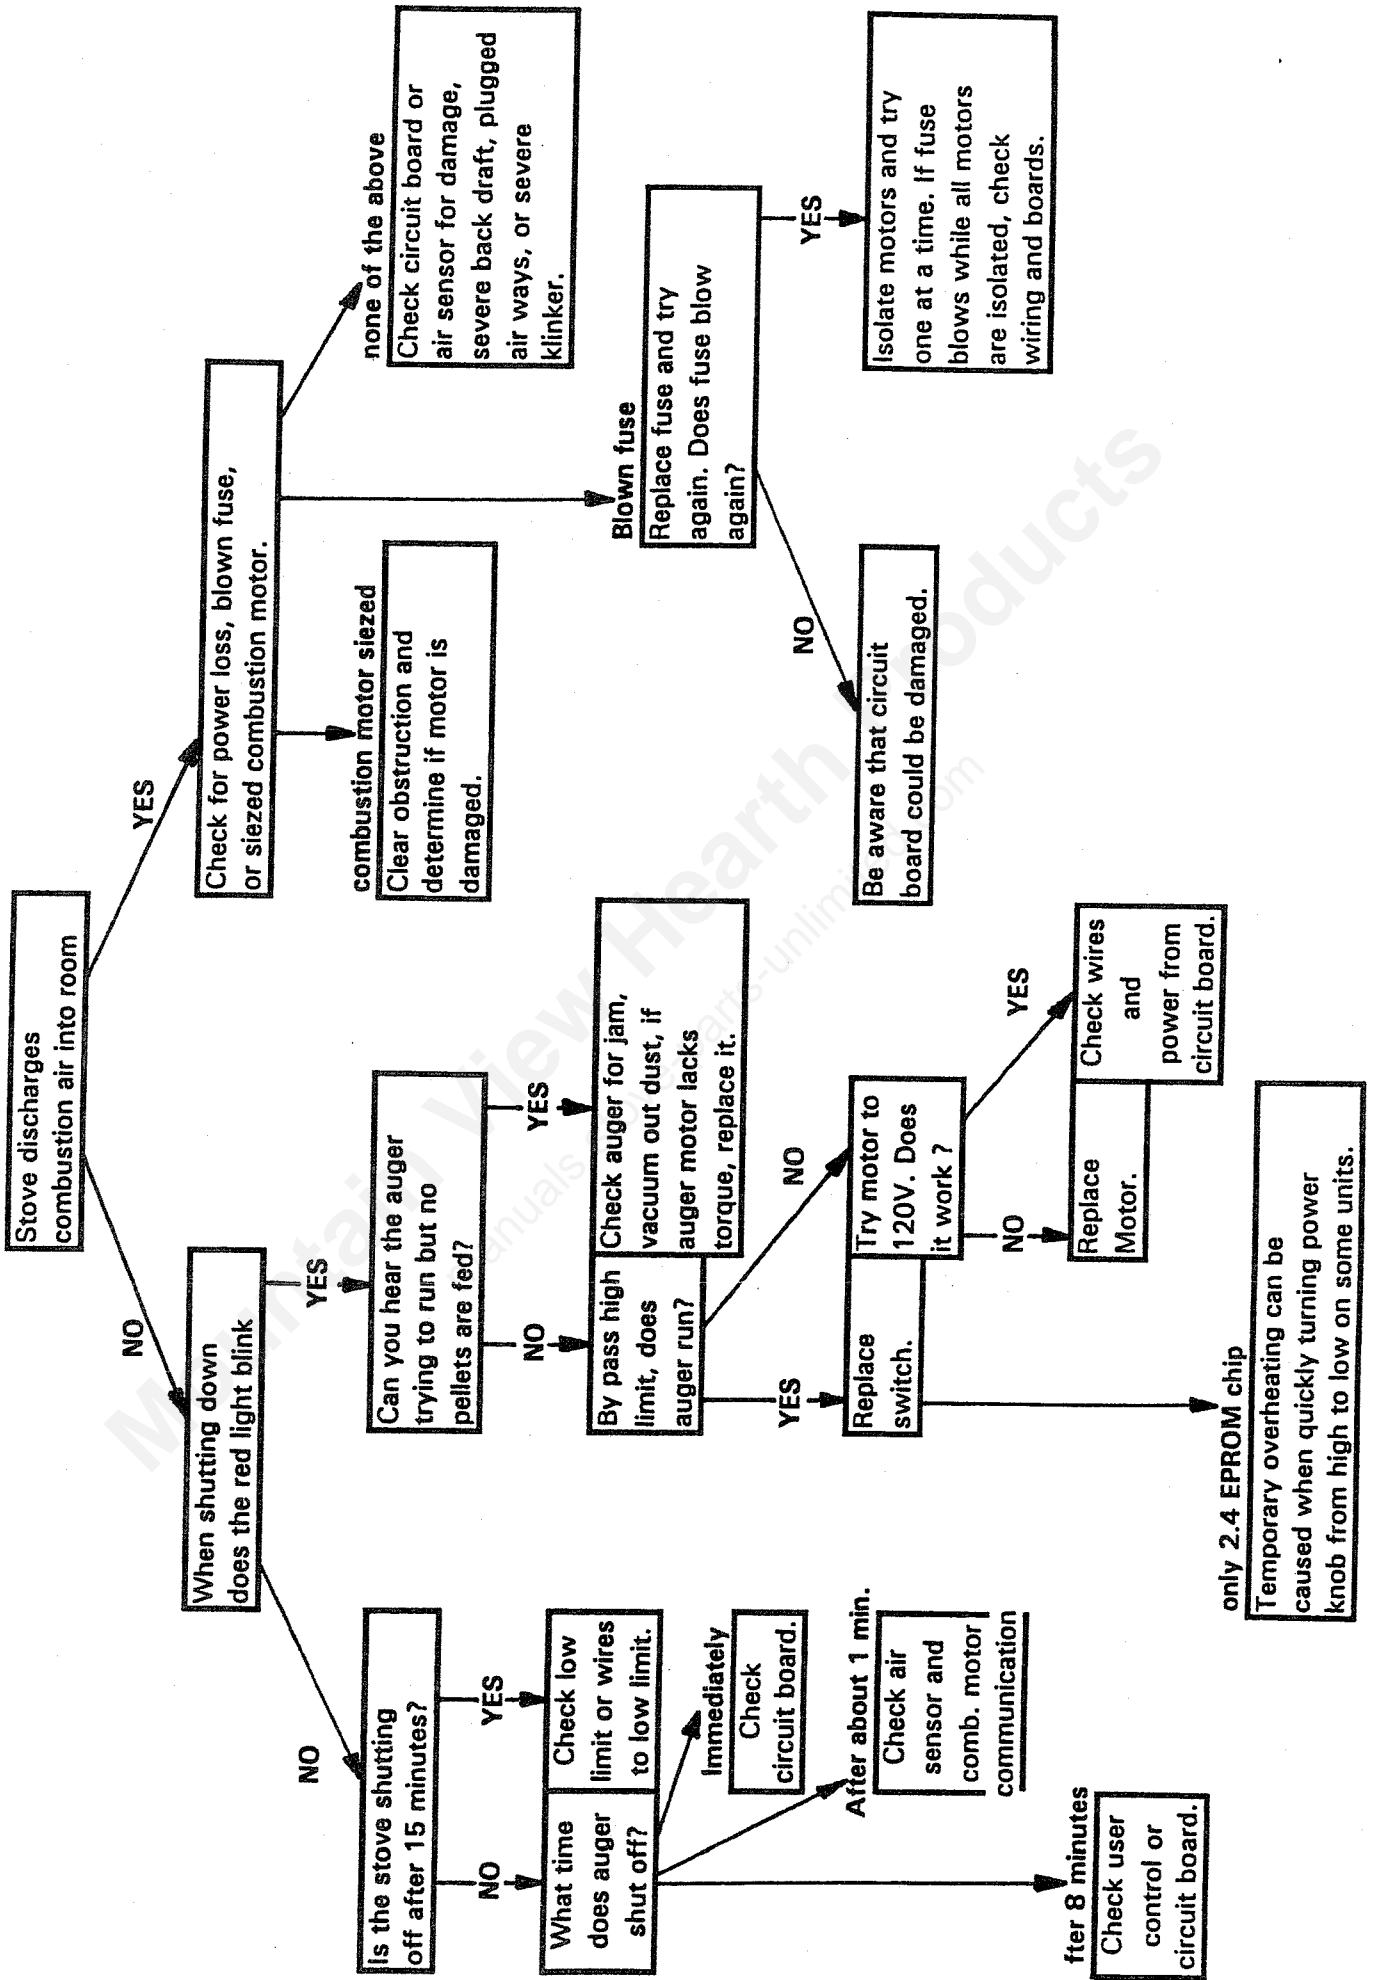 Stove discharges
combustion air into room
NO
YES
When shutting down
does the red light blink
Check for power loss, blown fuse,
or siezed combustion motor.
NO
YES
combustion motor siezed
Clear obstruction and
determine if motor is
damaged.
none of the above
Check circuit board or
air sensor for damage,
severe back draft, plugged
air ways, or severe
klinker.
Is the stove shutting
off after 15 minutes?
Can you hear the auger
trying to run but no
pellets are fed?
NO
YES
NO
YES
Blown fuse
Replace fuse and try
again. Does fuse blow
again?
What time
does auger
shut off?
Check low
limit or wires
to low limit.
By pass high
limit, does
auger run?
Check auger for jam,
vacuum out dust, if
auger motor lacks
torque, replace it.
NO
YES
Immediately
Check
circuit board.
YES
NO
Be aware that circuit
board could be damaged.
Isolate motors and try
one at a time. If fuse
blows while all motors
are isolated, check
wiring and boards.
After about 1 min.
Check air
sensor and
comb. motor
communication
Replace
switch.
Try motor to
120V. Does
it work ?
NO
YES
fter 8 minutes
Check user
control or
circuit board.
Replace
Motor.
Check wires
and
power from
circuit board.
only 2.4 EPROM chip
Temporary overheating can be
caused when quickly turning power
knob from high to low on some units.
Mountain View Hearth Products